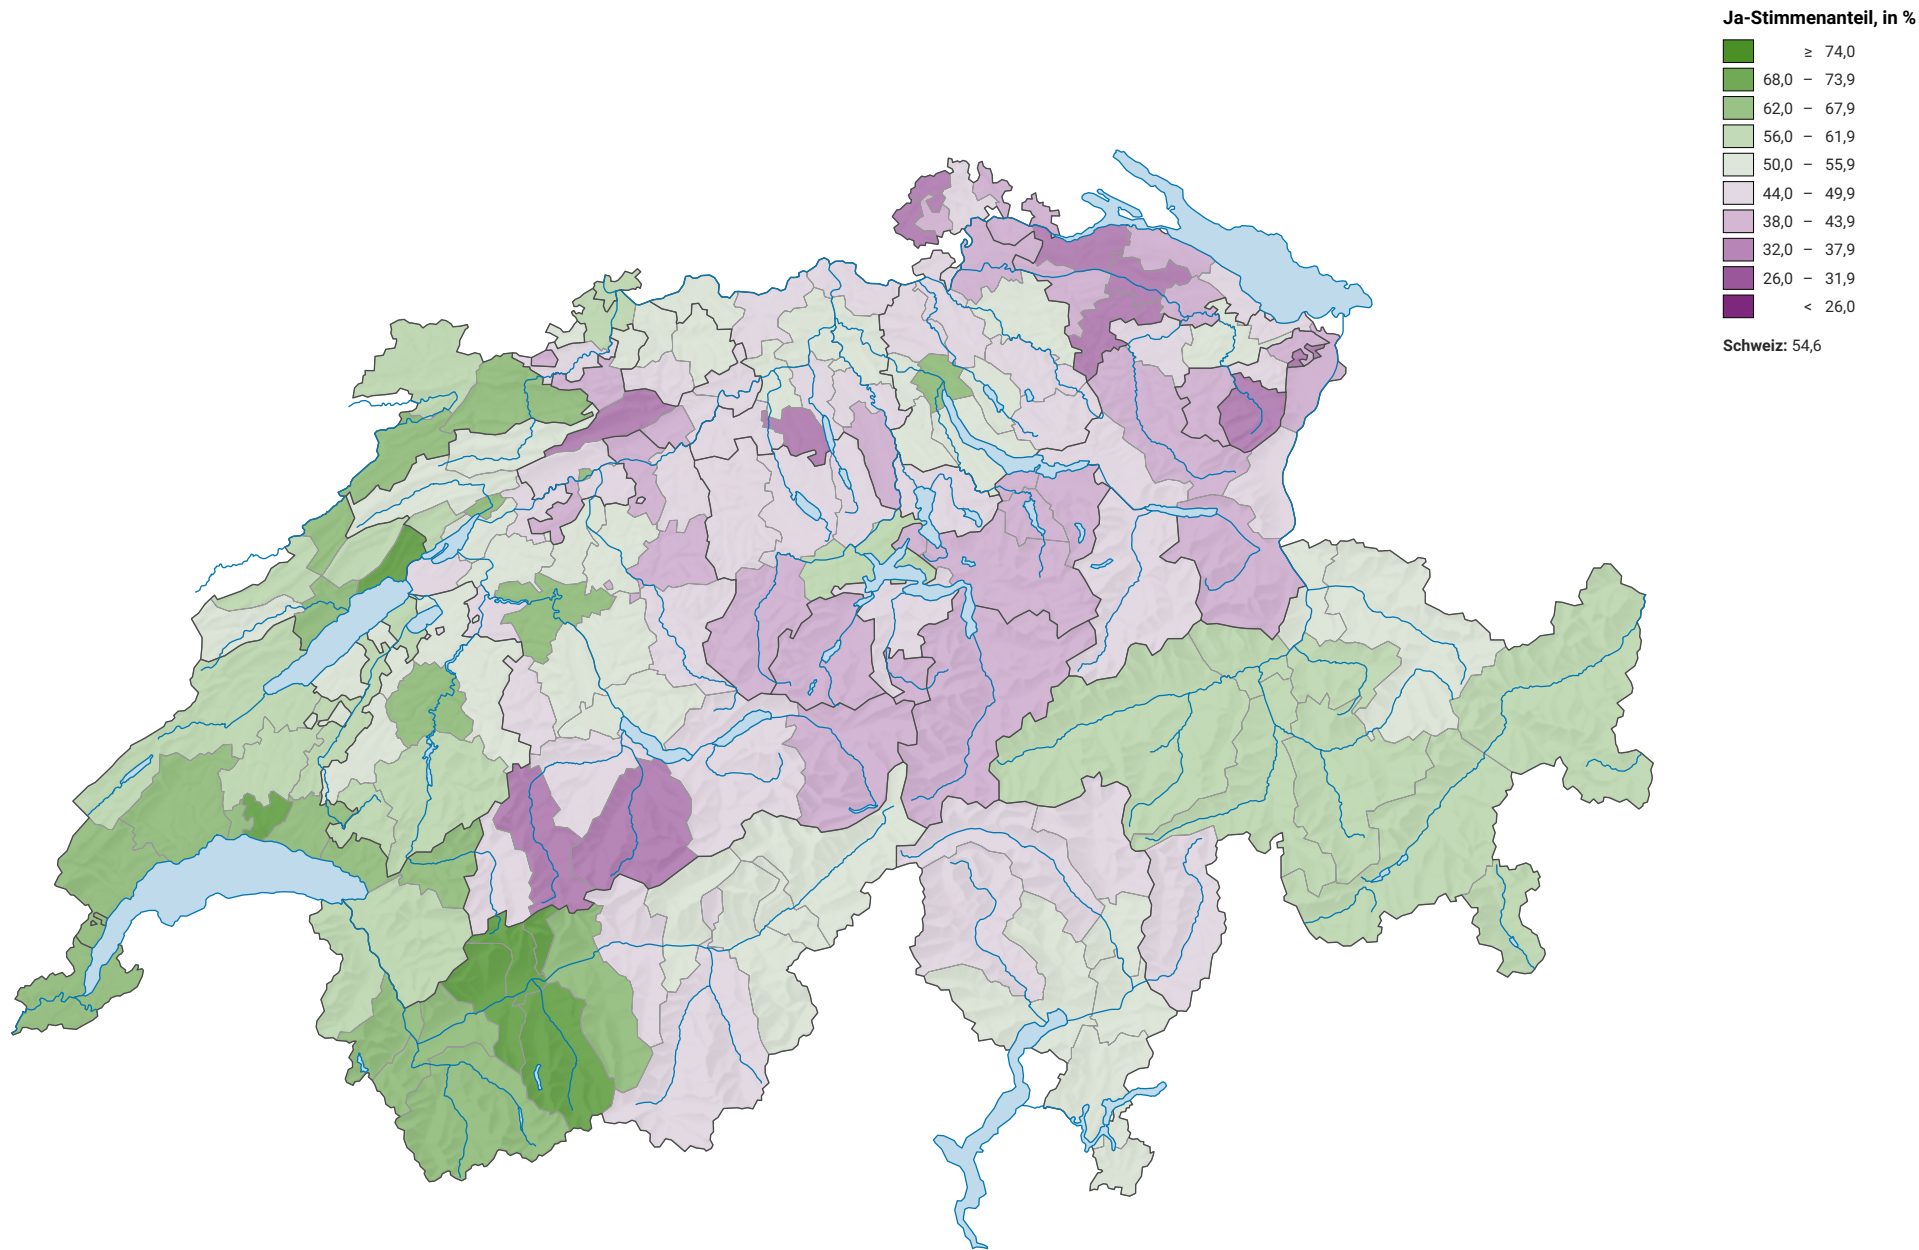 Ja-Stimmenanteil, in %
≥ 74,0
68,0 – 73,9
62,0 – 67,9
56,0 – 61,9
50,0 – 55,9
44,0 – 49,9
38,0 – 43,9
32,0 – 37,9
26,0 – 31,9
< 26,0
Schweiz: 54,6